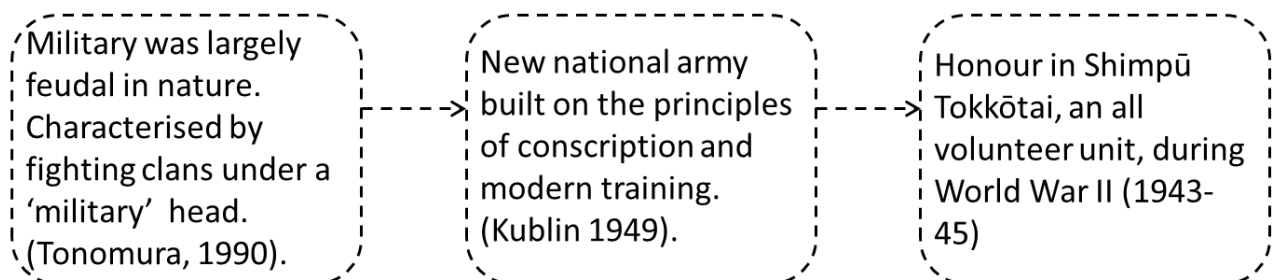 Military was largely
feudal in nature.
Characterised by
fighting clans under a
‘military’ head.
(Tonomura, 1990).
New national army
built on the principles
of conscription and
modern training.
(Kublin 1949).
Honour in Shimpū
Tokkōtai, an all
volunteer unit, during
World War II (1943-
45)